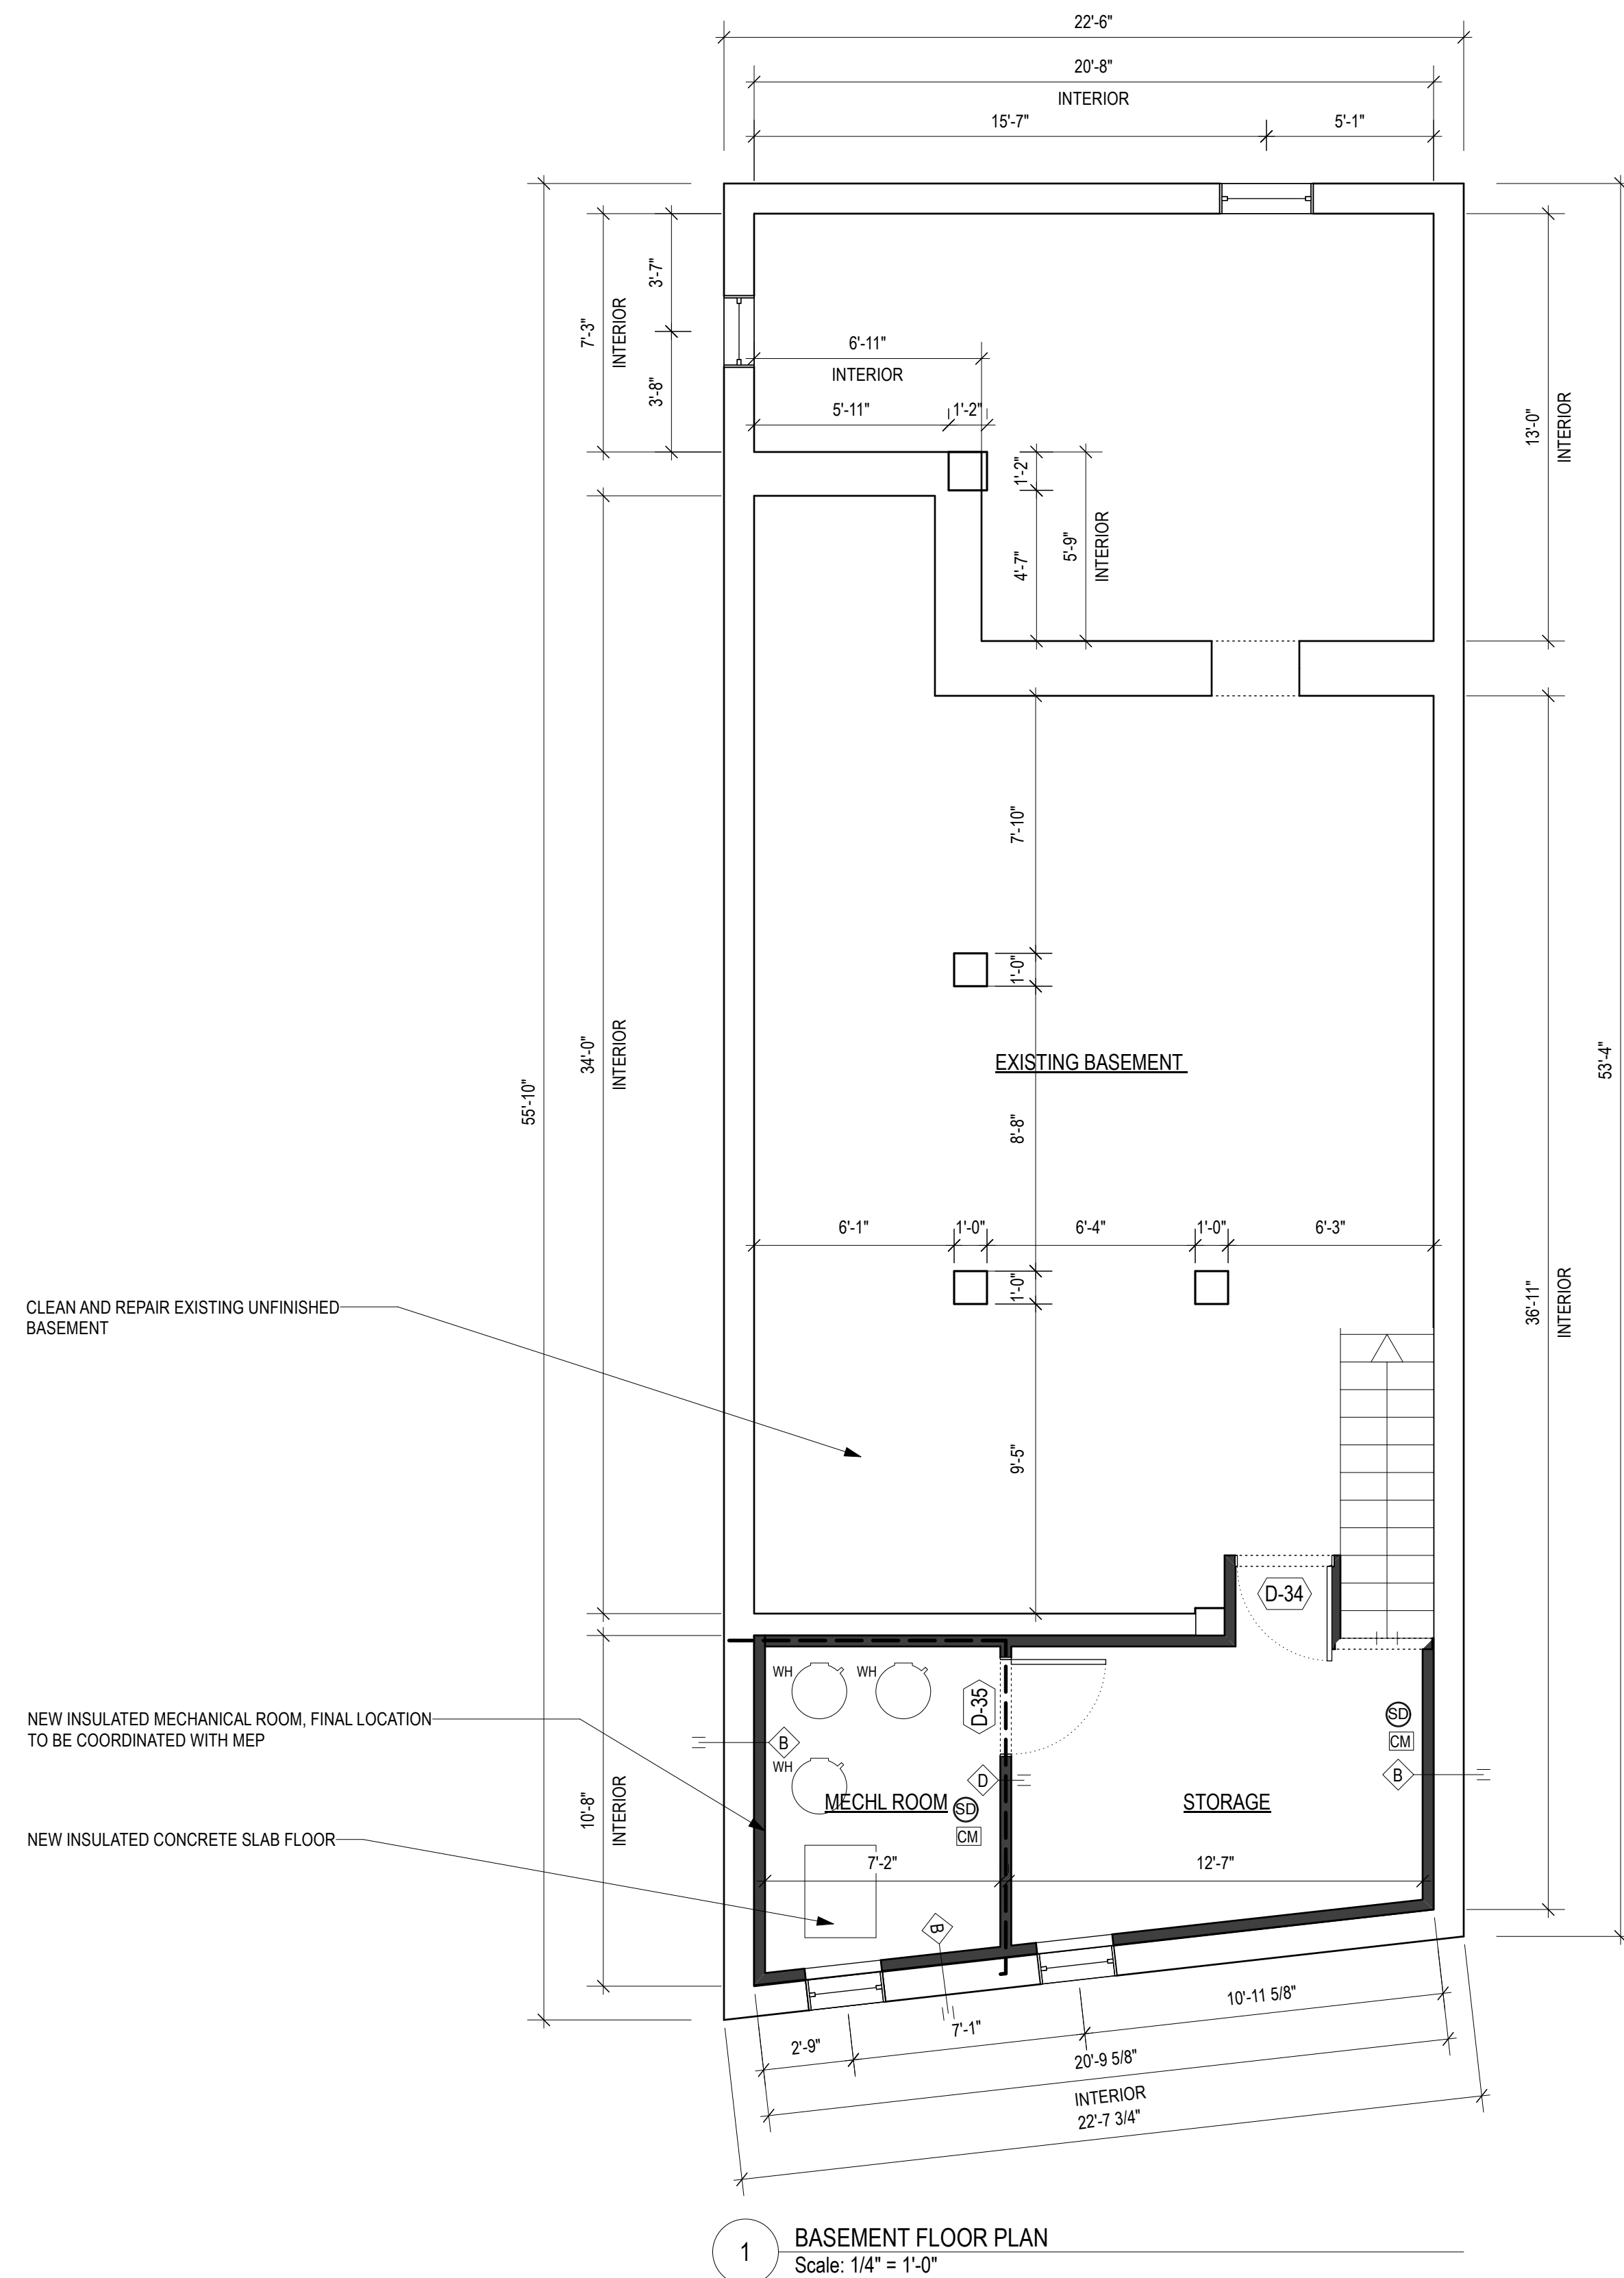 22'-6"
20'-8"
INTERIOR
15'-7"
5'-1"
3'-7"
7'-3"
INTERIOR
3'-8"
6'-11"
INTERIOR
5'-11"
1'-2"
13'-0"
INTERIOR
1'-2"
4'-7"
5'-9"
INTERIOR
7'-10"
1'-0"
55'-10"
34'-0"
INTERIOR
EXISTING BASEMENT
53'-4"
8'-8"
6'-1"
1'-0"
6'-4"
1'-0"
6'-3"
1'-0"
36'-11"
INTERIOR
CLEAN AND REPAIR EXISTING UNFINISHED
BASEMENT
9'-5"
D-34
WH
WH
D-35
NEW INSULATED MECHANICAL ROOM, FINAL LOCATION
TO BE COORDINATED WITH MEP
B
SD
CM
WH
D
B
10'-8"
INTERIOR
MECHL ROOM
SD
CM
STORAGE
NEW INSULATED CONCRETE SLAB FLOOR
7'-2"
12'-7"
B
2'-9"
7'-1"
10'-11 5/8"
20'-9 5/8"
INTERIOR
22'-7 3/4"
1
BASEMENT FLOOR PLAN
Scale: 1/4" = 1'-0"